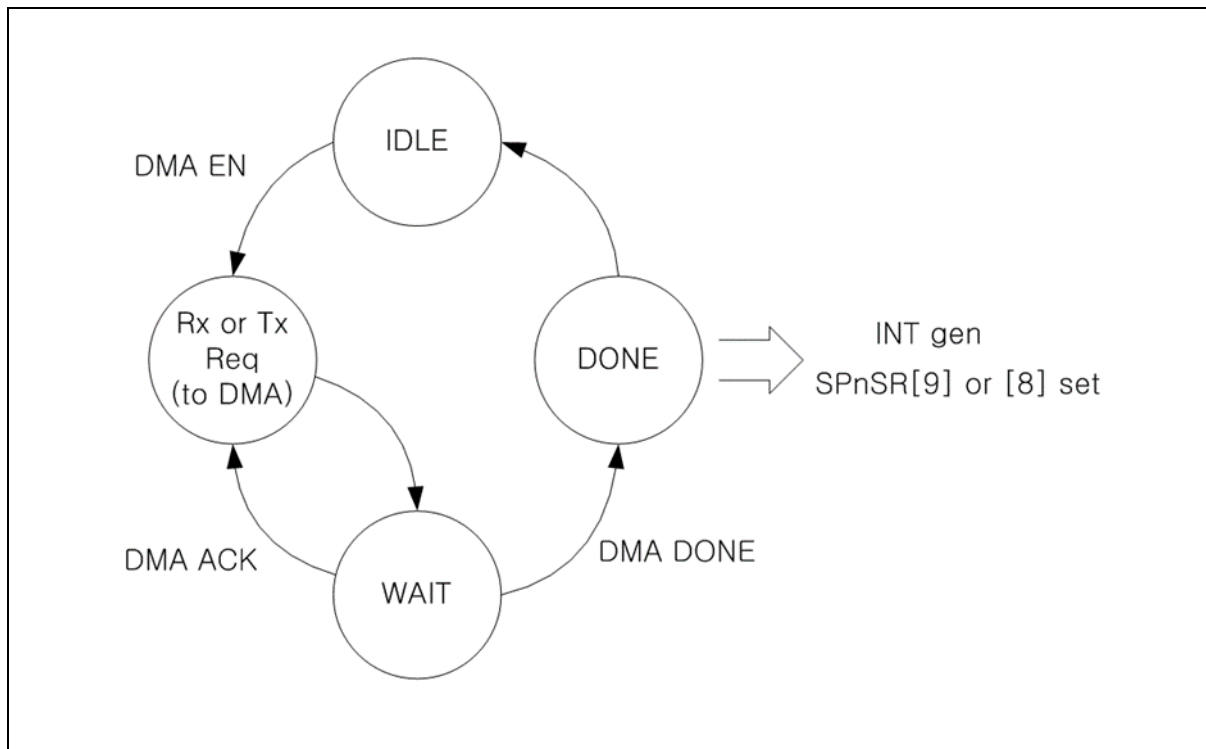 IDLE
DMA EN
Rx or Tx
Req
(to DMA)
DONE
INT gen
SPnSR[9] or [8] set
DMA ACK
DMA DONE
WAIT